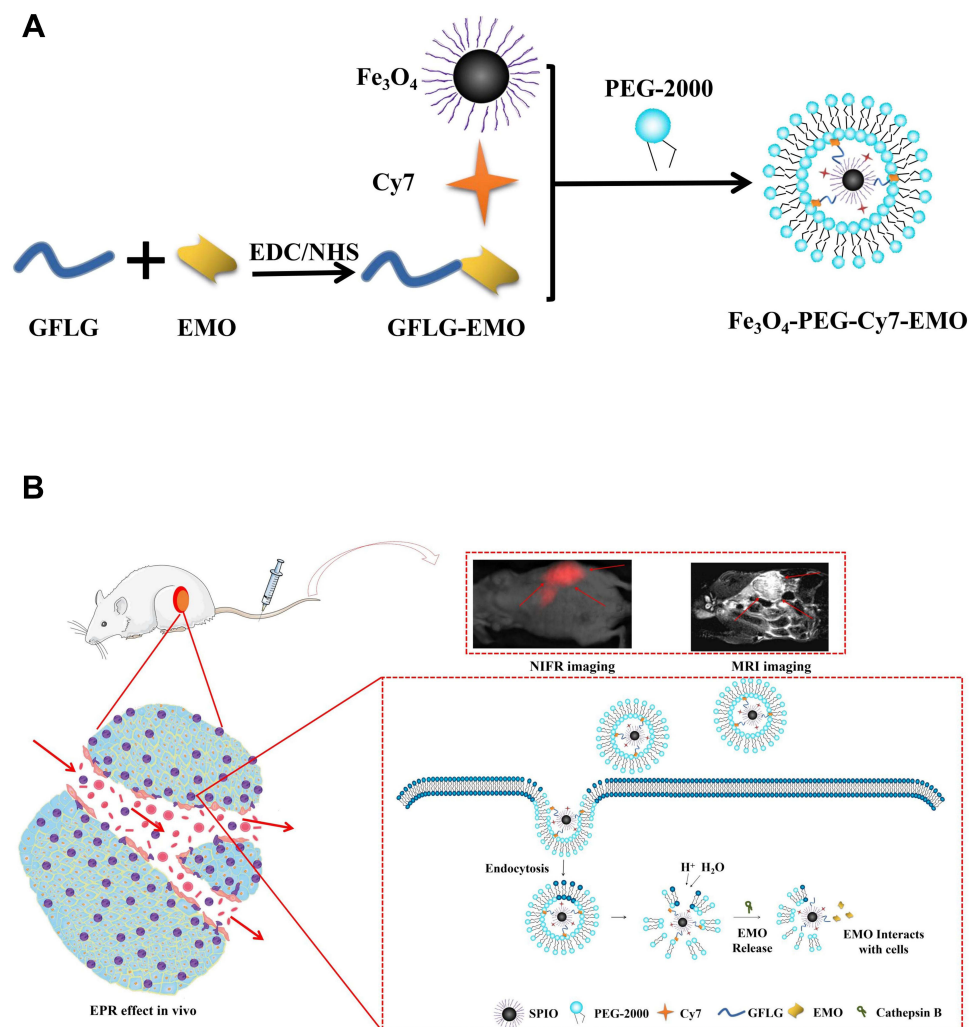 A
Fe₃O₄
PEG-2000
Cy7
EDC/NHS
GFLG
EMO
GFLG-EMO
Fe₃O₄-PEG-Cy7-EMO
B
NIFR imaging
MRI imaging
Endocytosis
H⁺ H₂O
EMO
Release
EMO Interacts
with cells
EPR effect in vivo
SPIO
PEG-2000
Cy7
GFLG
EMO
Cathepsin B